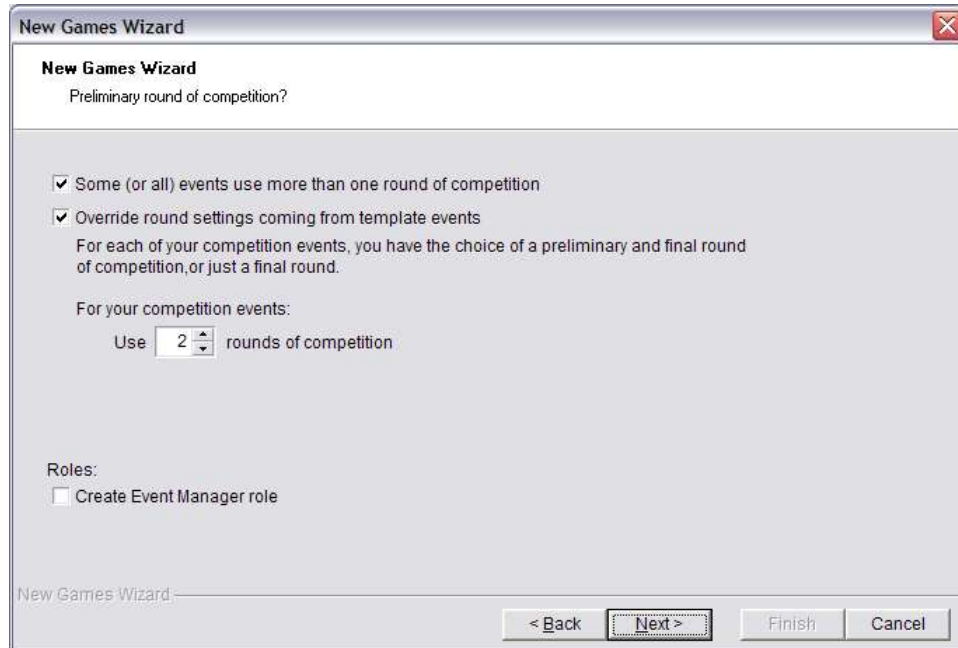 New Games Wizard
New Games Wizard
Preliminary round of competition?
Some (or all) events use more than one round of competition
Override round settings coming from template events
For each of your competition events, you have the choice of a preliminary and final round
of competition,or just a final round.
For your competition events:
Use 2 rounds of competition
Roles:
Create Event Manager role
New Games Wizard
< Back Next > Finish Cancel